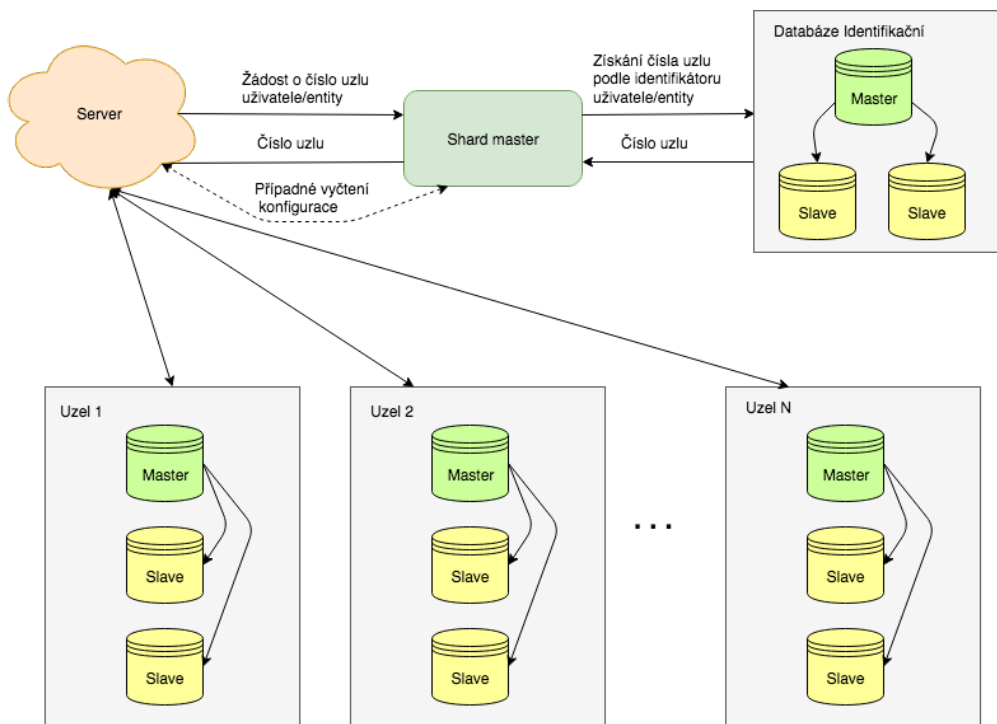 Databáze Identifikační
Master
Slave
Slave
Získání čísla uzlu
podle identifikátoru
uživatele/entity
Číslo uzlu
Shard master
Žádost o číslo uzlu
uživatele/entity
Číslo uzlu
Server
Případné vyčtení
konfigurace
Uzel 1
Master
Slave
Slave
Uzel 2
Master
Slave
Slave
...
Uzel N
Master
Slave
Slave